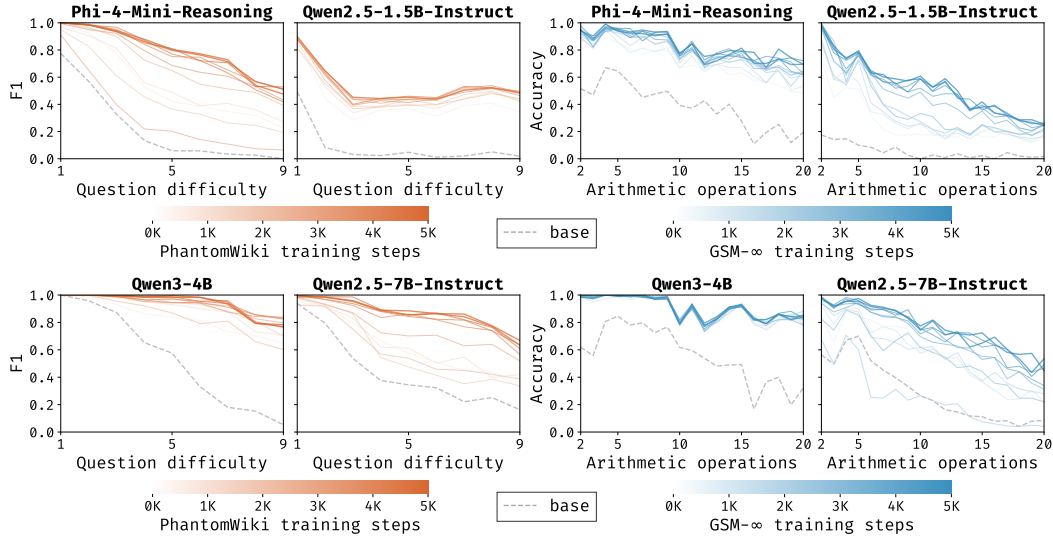 Phi-4-Mini-Reasoning Qwen2.5-1.5B-Instruct Phi-4-Mini-Reasoning Qwen2.5-1.5B-Instruct
F1
1.0
0.8
0.6
0.4
0.2
0.0
1 5 9 1 5 9
Question difficulty Question difficulty
Accuracy
1.0
0.8
0.6
0.4
0.2
0.0
2 5 10 15 20 2 5 10 15 20
Arithmetic operations Arithmetic operations
0K 1K 2K 3K 4K 5K
PhantomWiki training steps
base
0K 1K 2K 3K 4K 5K
GSM-∞ training steps
Qwen3-4B Qwen2.5-7B-Instruct Qwen3-4B Qwen2.5-7B-Instruct
F1
1.0
0.8
0.6
0.4
0.2
0.0
1 5 9 1 5 9
Question difficulty Question difficulty
Accuracy
1.0
0.8
0.6
0.4
0.2
0.0
2 5 10 15 20 2 5 10 15 20
Arithmetic operations Arithmetic operations
0K 1K 2K 3K 4K 5K
PhantomWiki training steps
base
0K 1K 2K 3K 4K 5K
GSM-∞ training steps